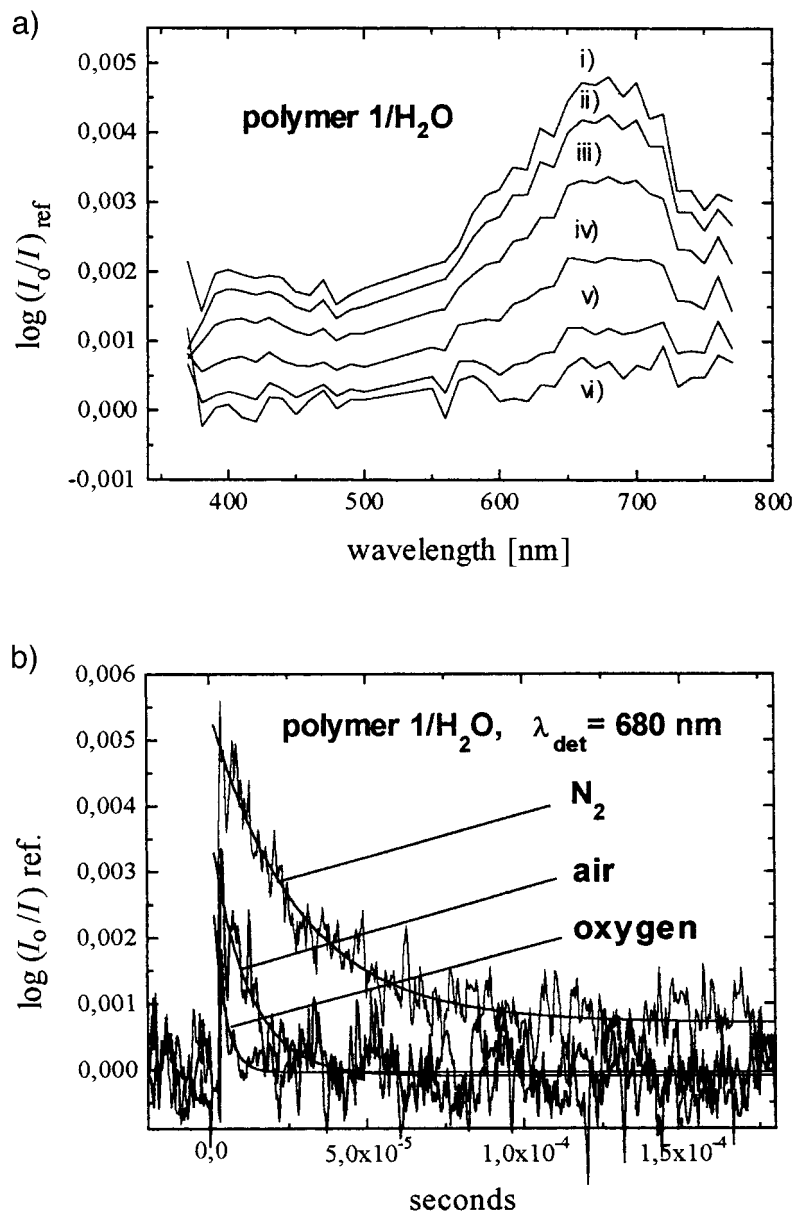 a)
0,005
0,004
0,003
0,002
0,001
0,000
-0,001
log (I₀/I) ref
polymer 1/H₂O
i)
ii)
iii)
iv)
v)
vi)
400
500
600
700
800
wavelength [nm]
b)
0,006
0,005
0,004
0,003
0,002
0,001
0,000
log (I₀/I) ref.
polymer 1/H₂O, λdet = 680 nm
N₂
air
oxygen
0,0
5,0x10⁻⁵
1,0x10⁻⁴
1,5x10⁻⁴
seconds